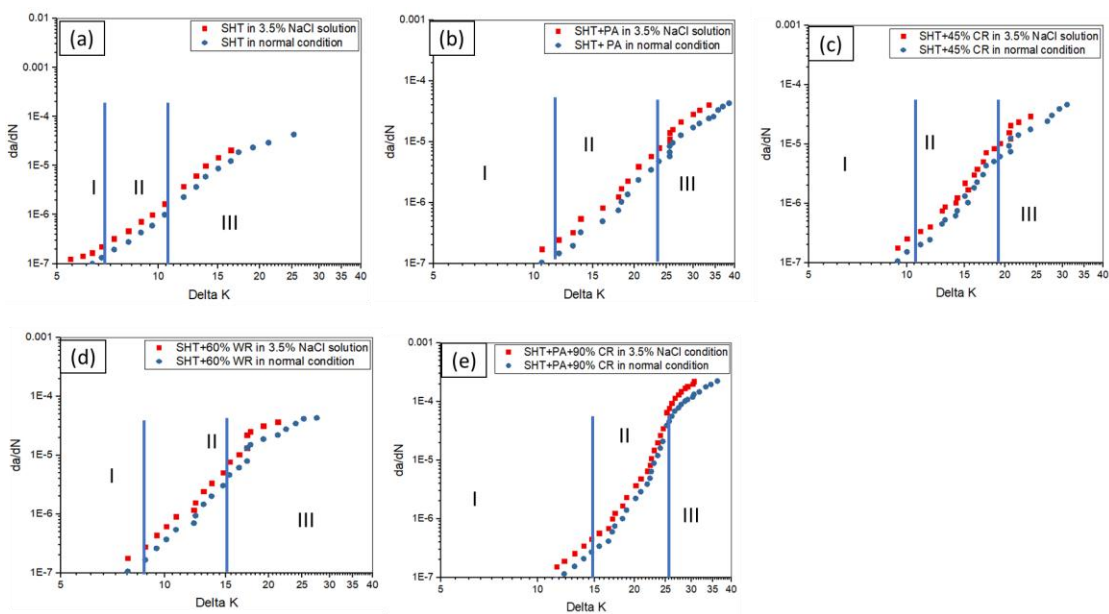 (a)
SHT in 3.5% NaCl solution
SHT in normal condition
0.01
0.001
1E-4
1E-5
1E-6
1E-7
da/dN
I
II
III
5
10
15
20
25
30
35
40
Delta K
(b)
SHT+PA in 3.5% NaCl solution
SHT+ PA in normal condition
0.001
1E-4
1E-5
1E-6
1E-7
da/dN
I
II
III
5
10
15
20
25
30
35
40
Delta K
(c)
SHT+45% CR in 3.5% NaCl solution
SHT+45% CR in normal condition
0.001
1E-4
1E-5
1E-6
1E-7
da/dN
I
II
III
5
10
15
20
25
30
35
40
Delta K
(d)
SHT+60% WR in 3.5% NaCl solution
SHT+60% WR in normal condition
0.001
1E-4
1E-5
1E-6
1E-7
da/dN
I
II
III
5
10
15
20
25
30
35
40
Delta K
(e)
SHT+PA+90% CR in 3.5% NaCl condition
SHT+PA+90% CR in normal condition
0.001
1E-4
1E-5
1E-6
1E-7
da/dN
I
II
III
5
10
15
20
25
30
35
40
Delta K